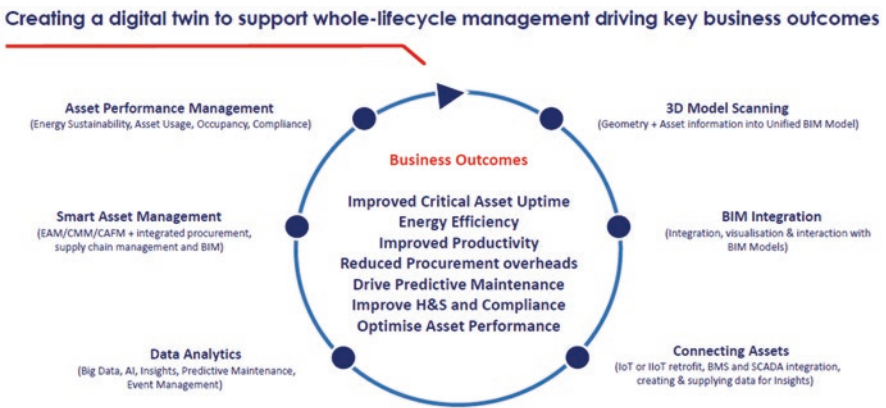 Creating a digital twin to support whole-lifecycle management driving key business outcomes
Asset Performance Management
(Energy Sustainability, Asset Usage, Occupancy, Compliance)
3D Model Scanning
(Geometry + Asset information into Unified BIM Model)
Business Outcomes
Improved Critical Asset Uptime
Energy Efficiency
Improved Productivity
Reduced Procurement overheads
Drive Predictive Maintenance
Improve H&S and Compliance
Optimise Asset Performance
Smart Asset Management
(EAM/CMM/CAFM + integrated procurement,
supply chain management and BIM)
BIM Integration
(Integration, visualisation & interaction with
BIM Models)
Data Analytics
(Big Data, AI, Insights, Predictive Maintenance,
Event Management)
Connecting Assets
(IoT or IIoT retrofit, BMS and SCADA integration,
creating & supplying data for Insights)